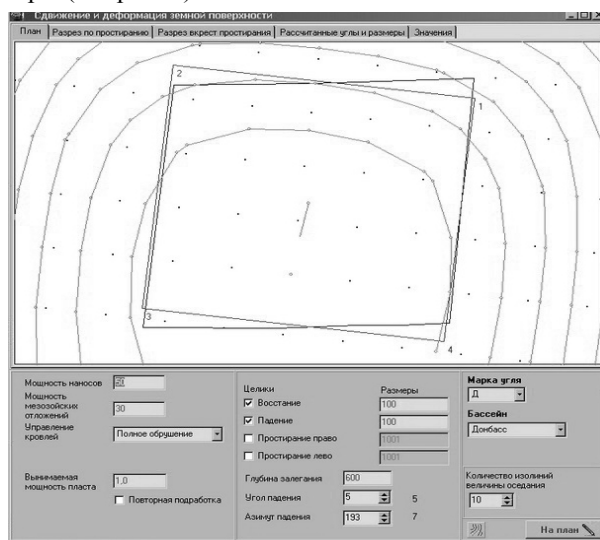 Сдвижение и деформация земной поверхности
План Разрез по простиранию Разрез вкрест простирания Рассчитанные углы и размеры Значения
2
1
3
4
Мощность наносов
Мощность мезозойских отложений 30
Управление кровлей Полное обрушение
Вынимаемая мощность пласта 1,0
Повторная подработка
Целики Размеры
Восстание 100
Падение 100
Простирание право 1001
Простирание лево 1001
Глубина залегания 600
Угол падения 5 5
Азимут падения 193 7
Марка угля
Д
Бассейн
Донбасс
Количество изолиний величины оседания
10
На план